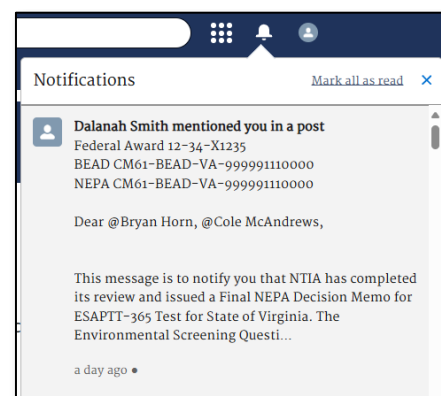 Notifications
Mark all as read
Dalanah Smith mentioned you in a post
Federal Award 12-34-X1235
BEAD CM61-BEAD-VA-999991110000
NEPA CM61-BEAD-VA-999991110000
Dear @Bryan Horn, @Cole McAndrews,
This message is to notify you that NTIA has completed
its review and issued a Final NEPA Decision Memo for
ESAPTT-365 Test for State of Virginia. The
Environmental Screening Questi...
a day ago